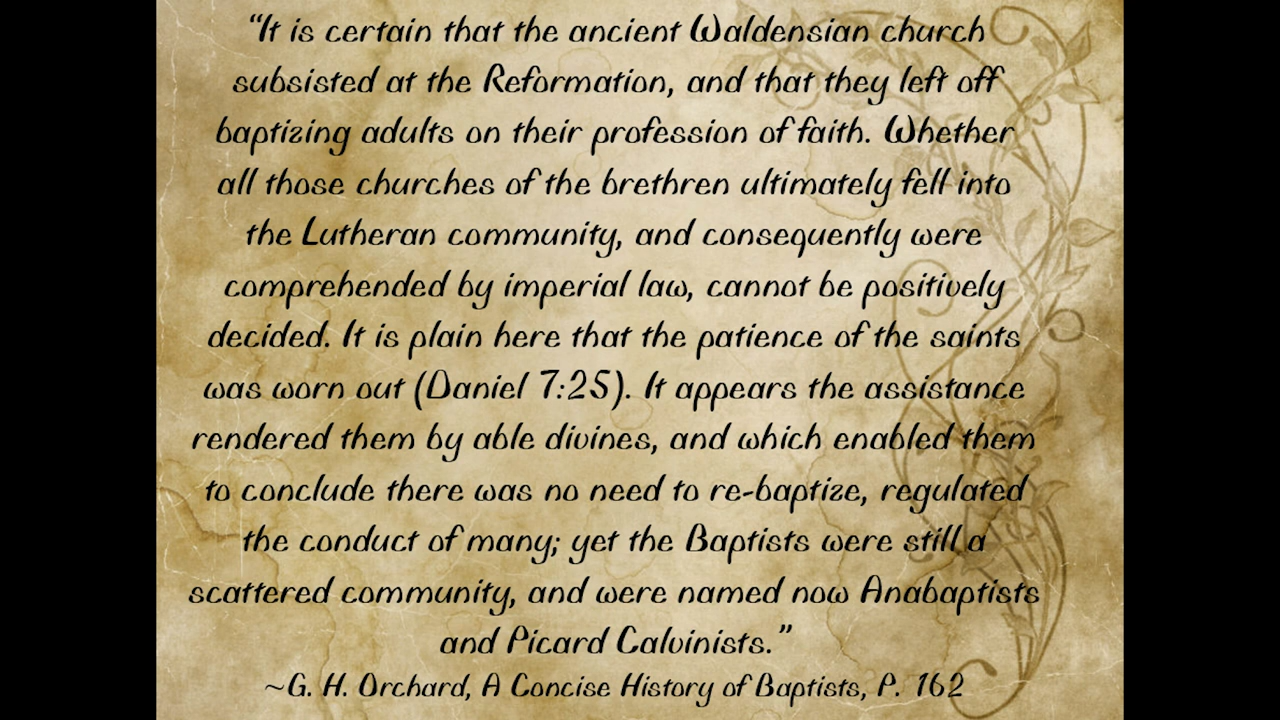 “It is certain that the ancient Waldensian church
subsisted at the Reformation, and that they left off
baptizing adults on their profession of faith. Whether
all those churches of the brethren ultimately fell into
the Lutheran community, and consequently were
comprehended by imperial law, cannot be positively
decided. It is plain here that the patience of the saints
was worn out (Daniel 7:25). It appears the assistance
rendered them by able divines, and which enabled them
to conclude there was no need to re-baptize, regulated
the conduct of many; yet the Baptists were still a
scattered community, and were named now Anabaptists
and Picard Calvinists.”
~G. H. Orchard, A Concise History of Baptists, P. 162